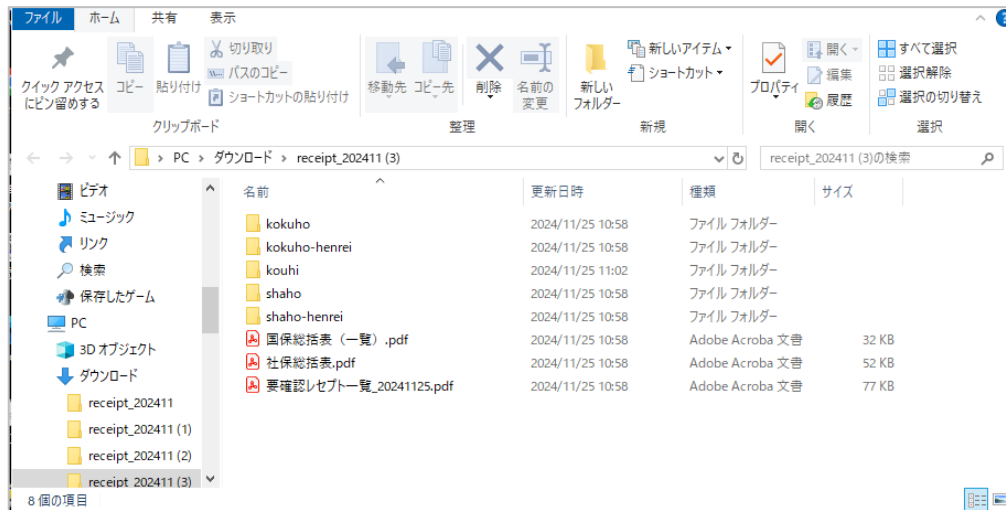 ファイル ホーム 共有 表示
クイック アクセス
にピン留めする
コピー
貼り付け
切り取り
パスのコピー
ショートカットの貼り付け
クリップボード
移動先
コピー先
削除
名前の
変更
整理
新しい
フォルダー
新しいアイテム
ショートカット
新規
プロパティ
開く
編集
履歴
開く
すべて選択
選択解除
選択の切り替え
選択
PC > ダウンロード > receipt_202411 (3)
receipt_202411 (3)の検索
ビデオ
ミュージック
リンク
検索
保存したゲーム
PC
3D オブジェクト
ダウンロード
receipt_202411
receipt_202411 (1)
receipt_202411 (2)
receipt_202411 (3)
名前 更新日時 種類 サイズ
kokuho 2024/11/25 10:58 ファイル フォルダー
kokuho-henrei 2024/11/25 10:58 ファイル フォルダー
kouhi 2024/11/25 11:02 ファイル フォルダー
shaho 2024/11/25 10:58 ファイル フォルダー
shaho-henrei 2024/11/25 10:58 ファイル フォルダー
国保総括表（一覧）.pdf 2024/11/25 10:58 Adobe Acroba 文書 32 KB
社保総括表.pdf 2024/11/25 10:58 Adobe Acroba 文書 52 KB
要確認レセプト一覧_20241125.pdf 2024/11/25 10:58 Adobe Acroba 文書 77 KB
8 個の項目